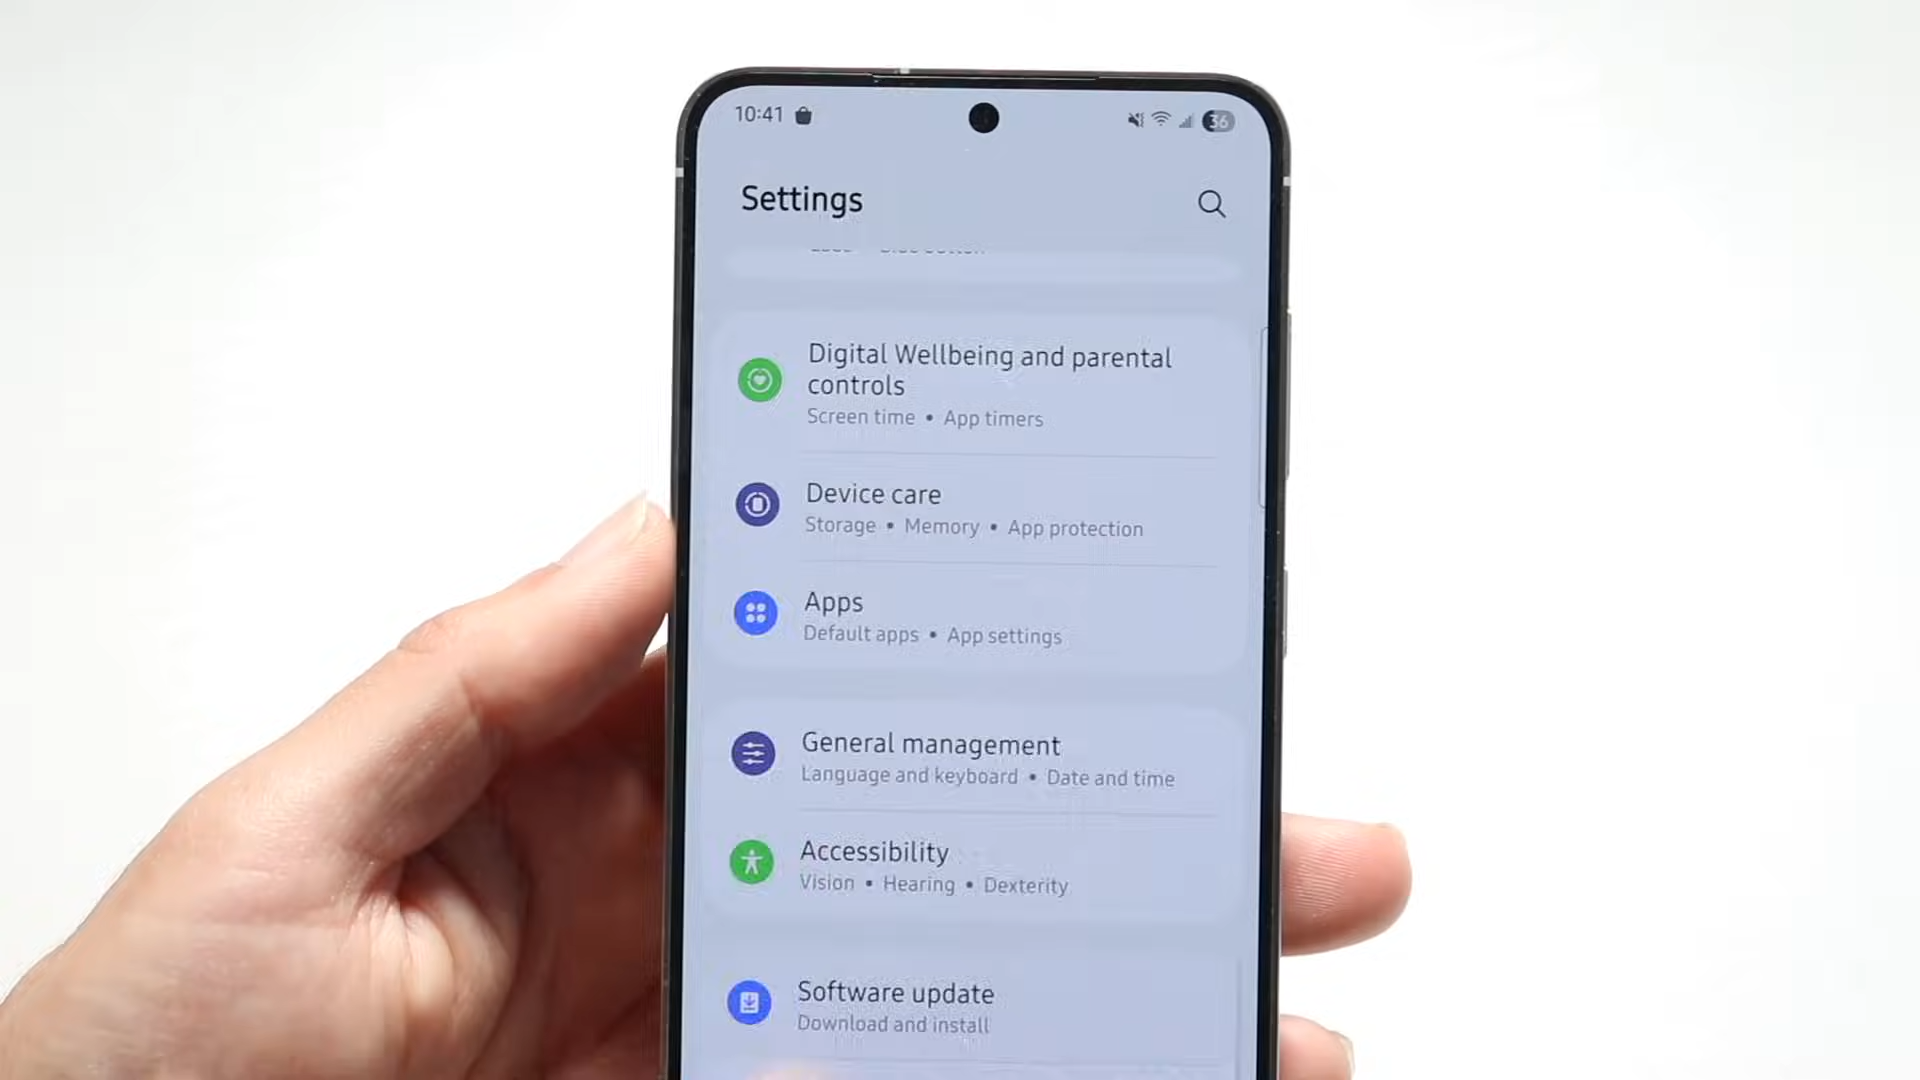 10:41
36
Settings
Digital Wellbeing and parental
controls
Screen time • App timers
Device care
Storage • Memory • App protection
Apps
Default apps • App settings
General management
Language and keyboard • Date and time
Accessibility
Vision • Hearing • Dexterity
Software update
Download and install